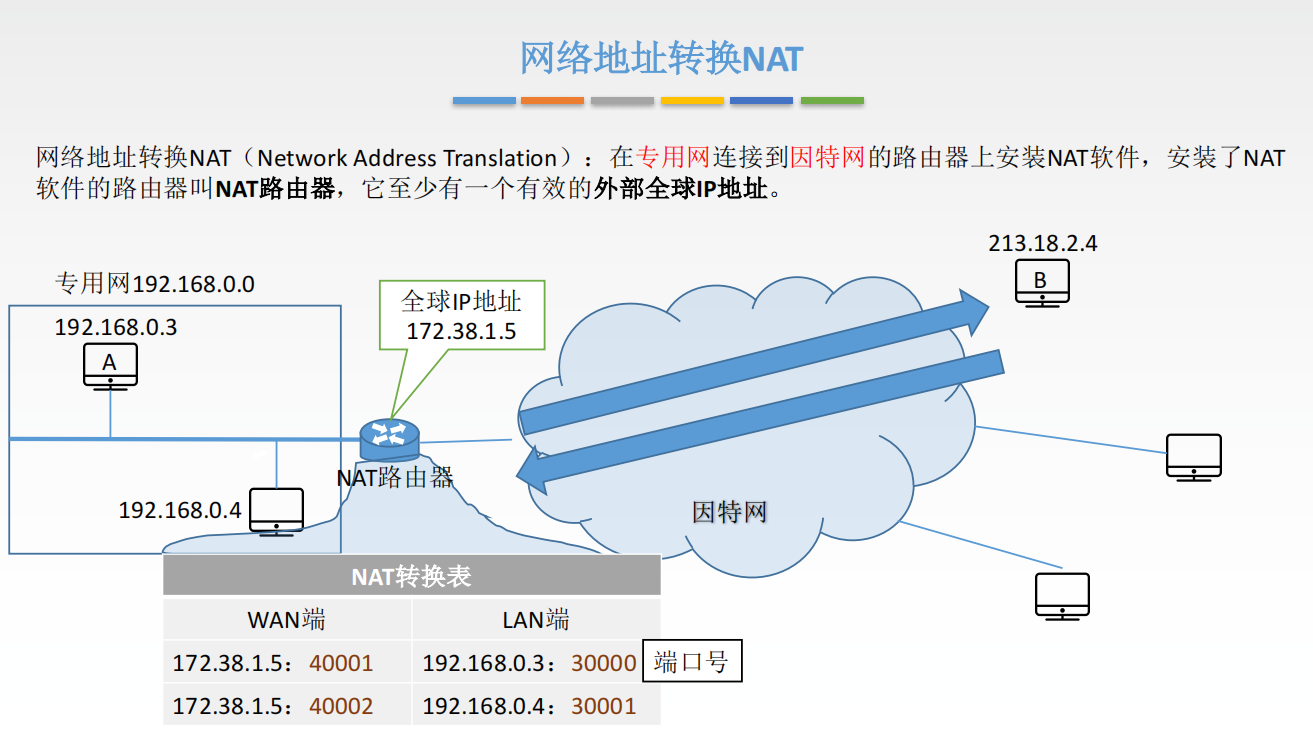 网络地址转换NAT
网络地址转换NAT（Network Address Translation）：在专用网连接到因特网的路由器上安装NAT软件，安装了NAT
软件的路由器叫NAT路由器，它至少有一个有效的外部全球IP地址。
213.18.2.4
B
专用网192.168.0.0
全球IP地址
172.38.1.5
192.168.0.3
A
NAT路由器
192.168.0.4
因特网
NAT转换表
WAN端 LAN端
172.38.1.5：40001 192.168.0.3：30000 端口号
172.38.1.5：40002 192.168.0.4：30001